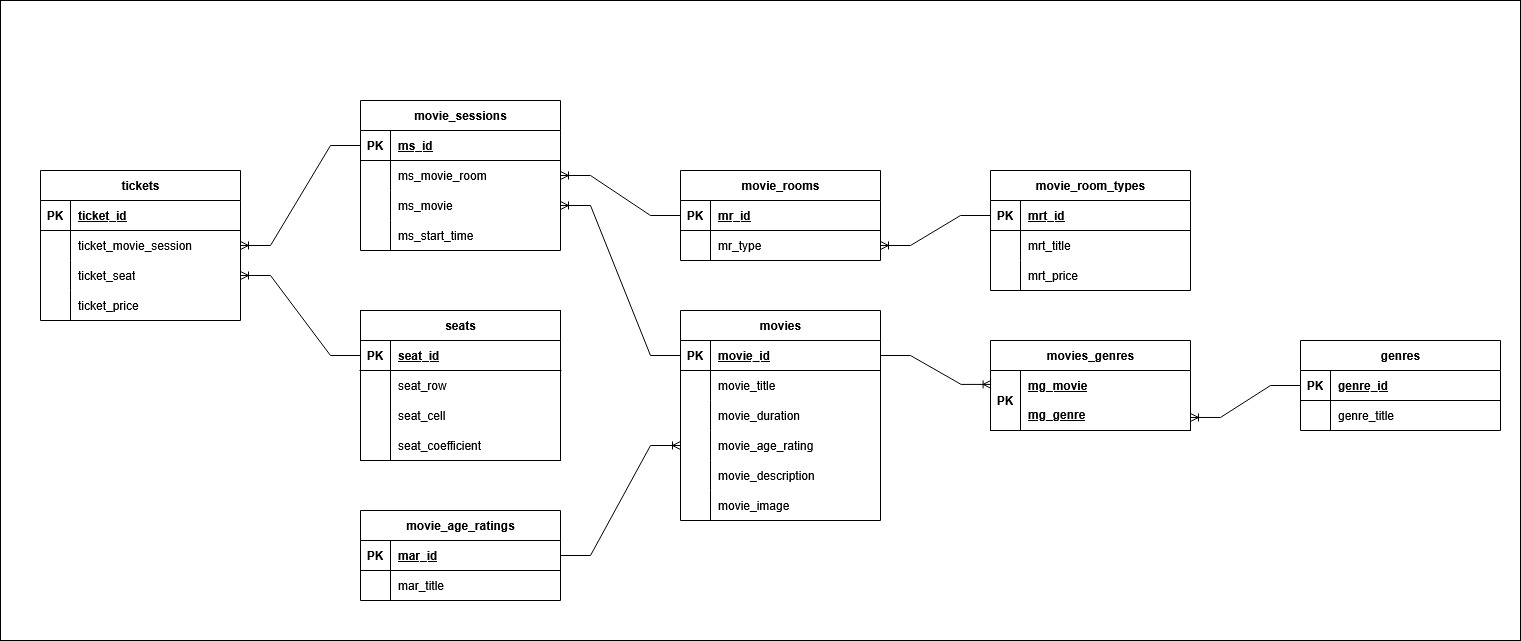 movie_sessions
PK ms_id
ms_movie_room
ms_movie
ms_start_time
tickets
PK ticket_id
ticket_movie_session
ticket_seat
ticket_price
movie_rooms
PK mr_id
mr_type
movie_room_types
PK mrt_id
mrt_title
mrt_price
seats
PK seat_id
seat_row
seat_cell
seat_coefficient
movies
PK movie_id
movie_title
movie_duration
movie_age_rating
movie_description
movie_image
movies_genres
PK
mg_movie
mg_genre
genres
PK genre_id
genre_title
movie_age_ratings
PK mar_id
mar_title